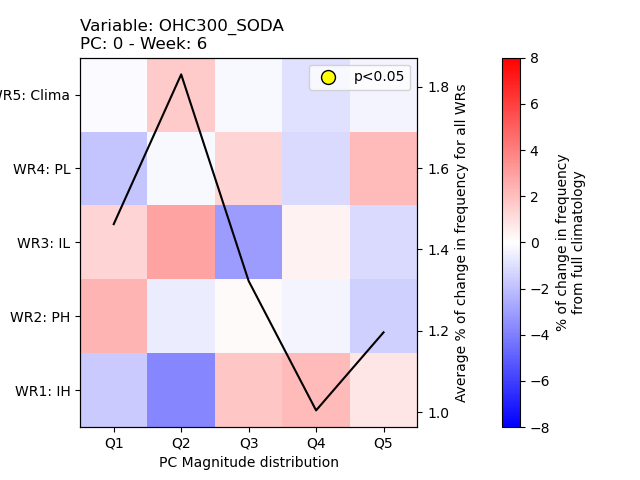 Variable: OHC300_SODA
PC: 0 - Week: 6
WR5: Clima
WR4: PL
WR3: IL
WR2: PH
WR1: IH
p<0.05
Q1 Q2 Q3 Q4 Q5
PC Magnitude distribution
1.8
1.6
1.4
1.2
1.0
Average % of change in frequency for all WRs
8
6
4
2
0
−2
−4
−6
−8
% of change in frequency
from full climatology